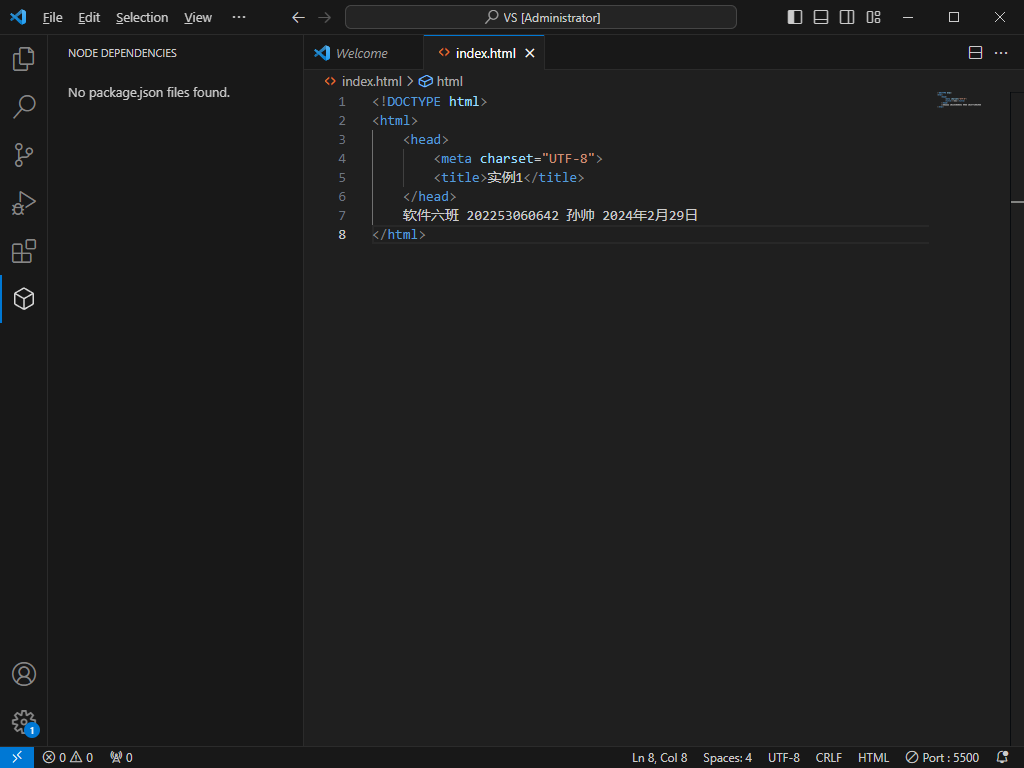 File Edit Selection View ··· VS [Administrator]
NODE DEPENDENCIES
No package.json files found.
Welcome index.html
index.html > html
1 <!DOCTYPE html>
2 <html>
3 <head>
4 <meta charset="UTF-8">
5 <title>实例1</title>
6 </head>
7 软件六班 202253060642 孙帅 2024年2月29日
8 </html>
1
0 0 0 Ln 8, Col 8 Spaces: 4 UTF-8 CRLF HTML Port : 5500